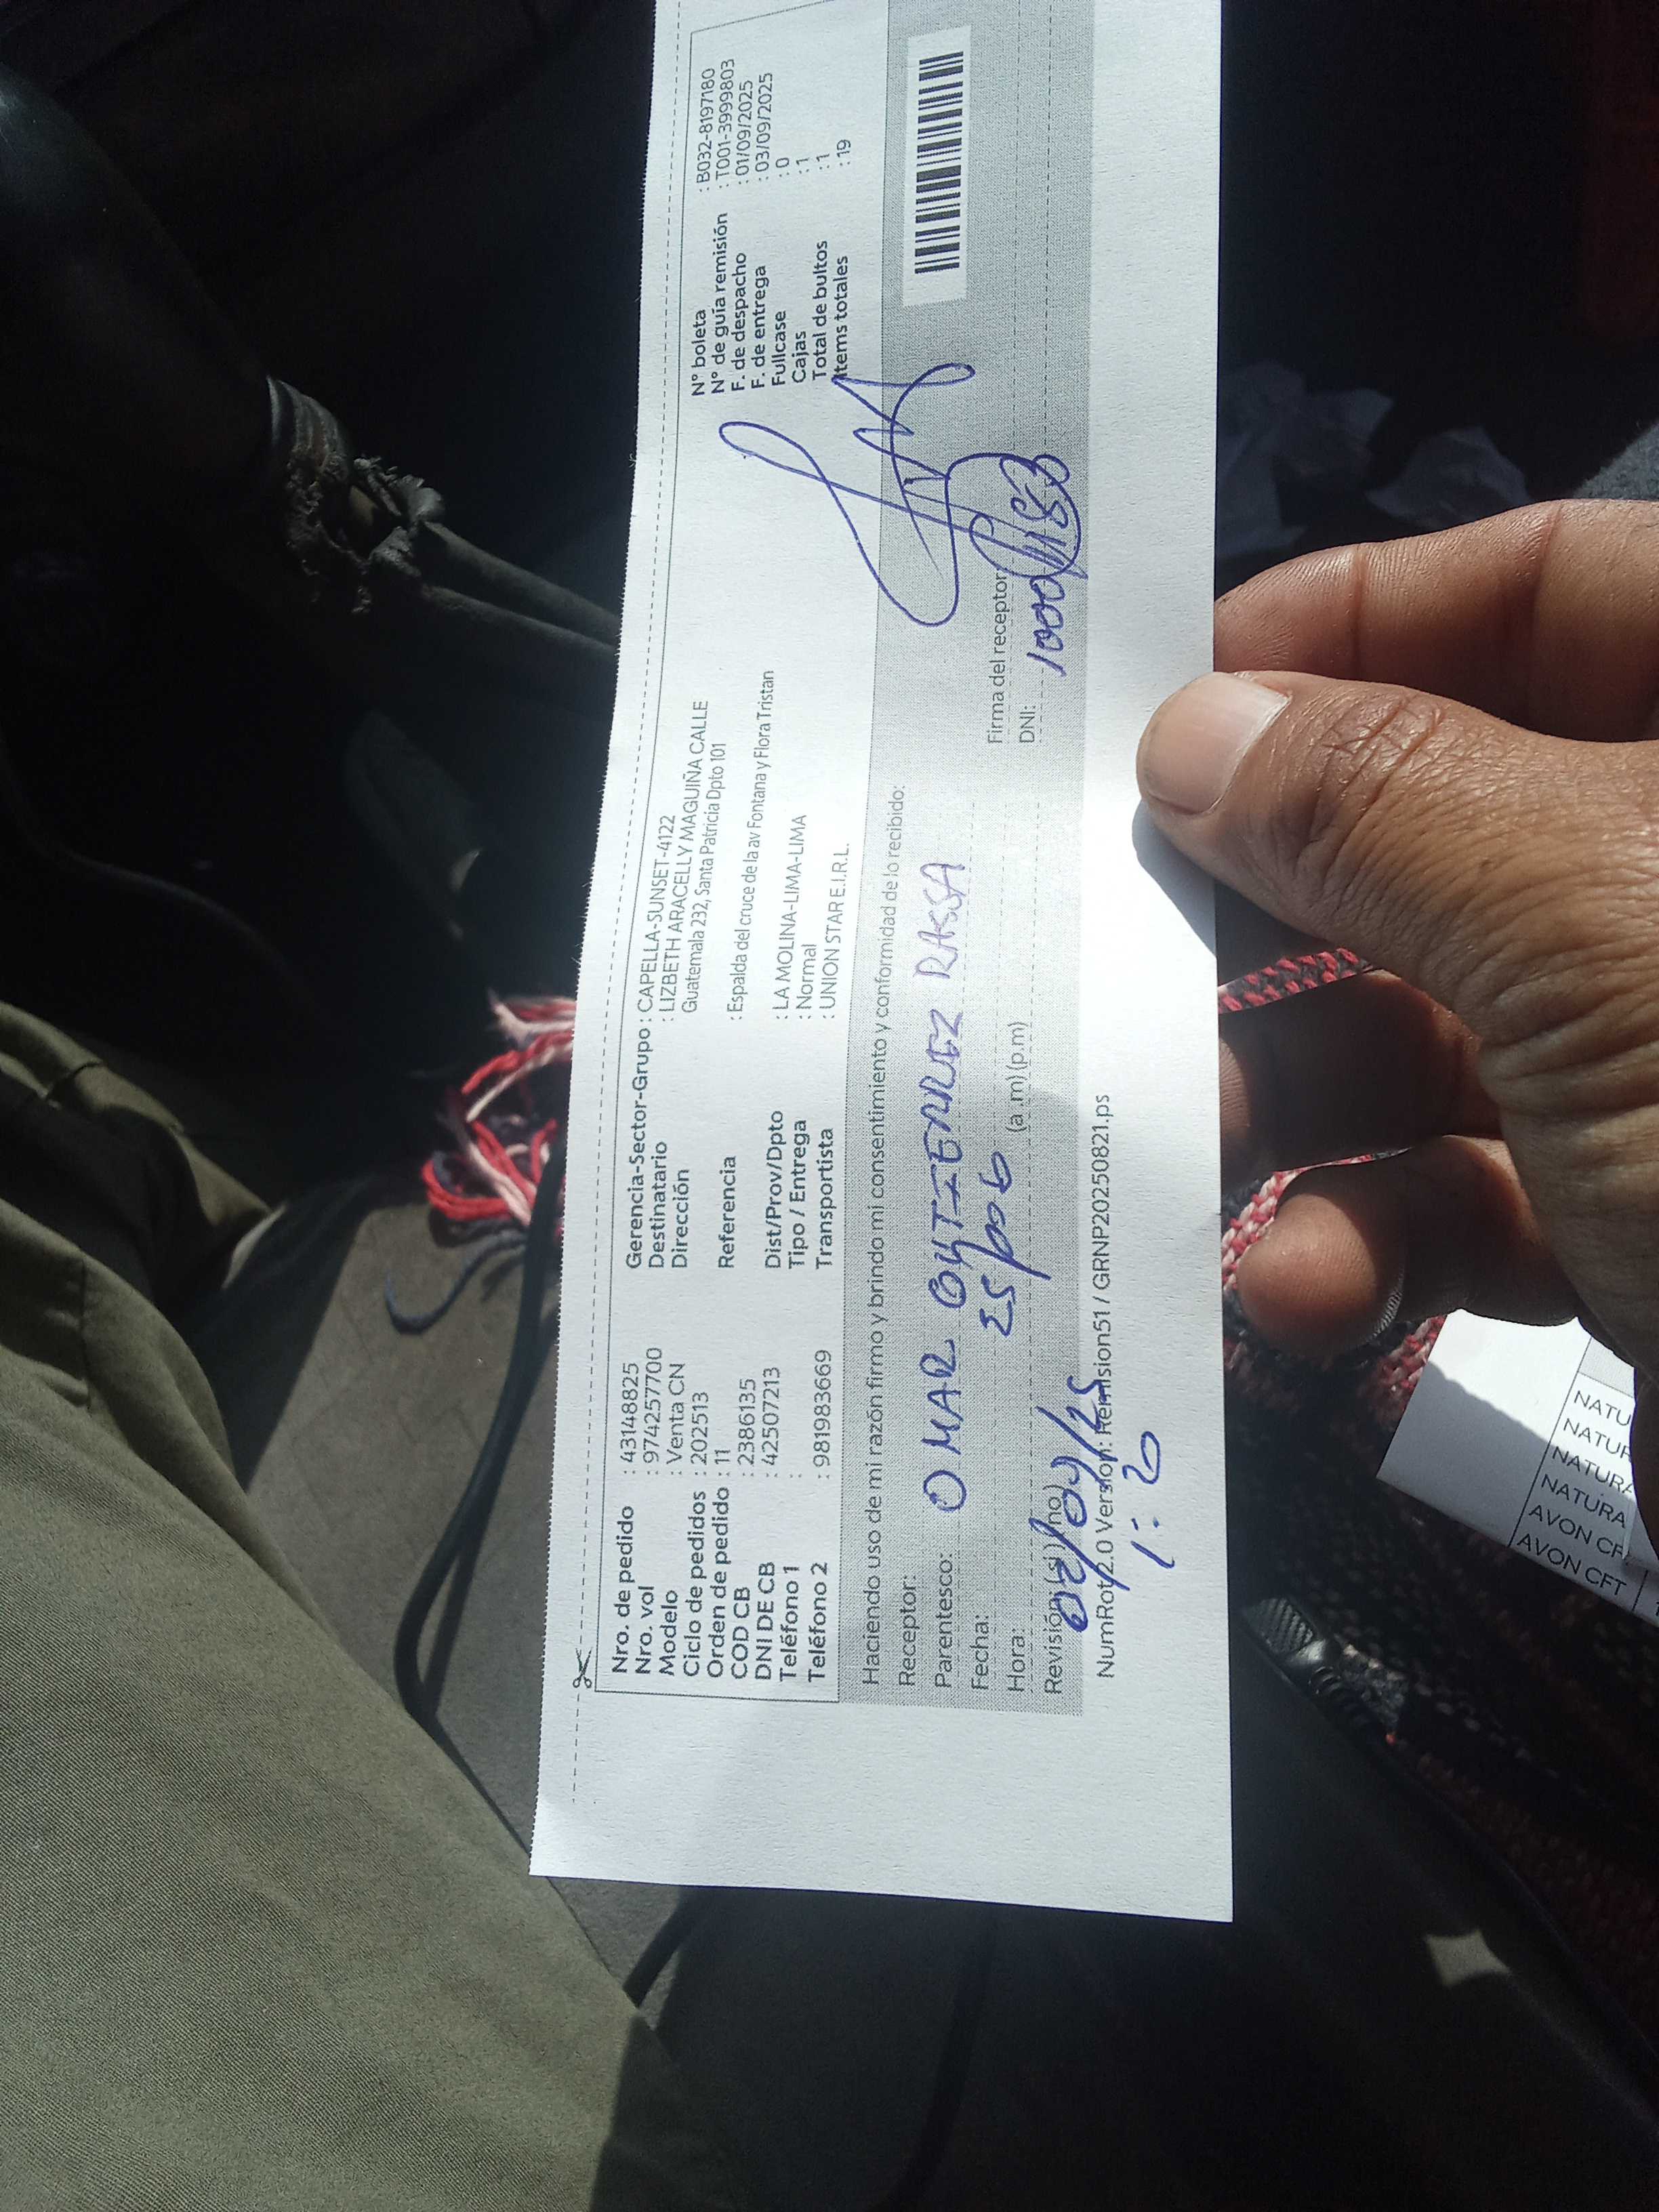 Nro. de pedido : 43148825
Nro. vol : 974257700
Modelo : Venta CN
Ciclo de pedidos : 202513
Orden de pedido : 11
COD CB : 2386135
DNI DE CB : 42507213
Teléfono 1 :
Teléfono 2 : 981983669
Gerencia-Sector-Grupo : CAPELLA-SUNSET-4122
Destinatario : LIZBETH ARACELLY MAGUIÑA CALLE
Dirección Guatemala 232, Santa Patricia Dpto 101
Referencia : Espalda del cruce de la av Fontana y Flora Tristan
Dist/Prov/Dpto : LA MOLINA-LIMA-LIMA
Tipo / Entrega : Normal
Transportista : UNION STAR E.I.R.L.
N° boleta : B032-8197180
N° de guía remisión : T001-3999803
F. de despacho : 01/09/2025
F. de entrega : 03/09/2025
Fullcase : 0
Cajas : 1
Total de bultos : 1
Items totales : 19
Haciendo uso de mi razón firmo y brindo mi consentimiento y conformidad de lo recibido:
Receptor:
OMAR GUTIERREZ RASSA
Parentesco:
Fecha:
Hora: (a.m) (p.m)
Revisión (si) (no)
02/09/25
1:20
Firma del receptor
DNI:
NumRot 2.0 Version: Remision51 / GRNP20250821.ps
NATU
NATUR
NATURA
NATURA
AVON CF
AVON CFT